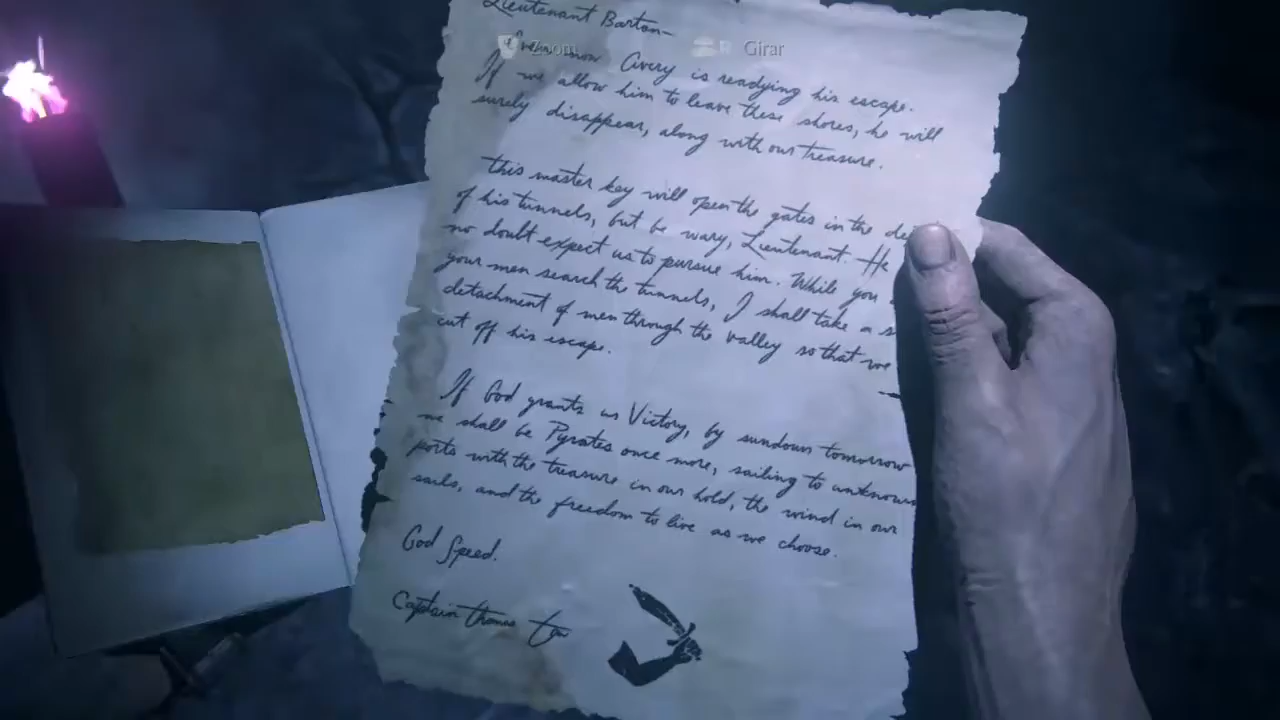 Lieutenant Barton-
Zoom
Girar
Even now Avery is readying his escape.
If we allow him to leave these shores, he will
surely disappear, along with our treasure.
this master key will open the gates in the de
of his tunnels, but be wary, Lieutenant. He
no doubt expect us to pursue him. While you
your men search the tunnels, I shall take a s
detachment of men through the valley so that we
cut off his escape.
If God grants us Victory, by sundown tomorrow
we shall be Pyrates once more, sailing to unknown
ports with the treasure in our hold, the wind in our
sails, and the freedom to live as we choose.
God Speed.
Captain Thomas Tew